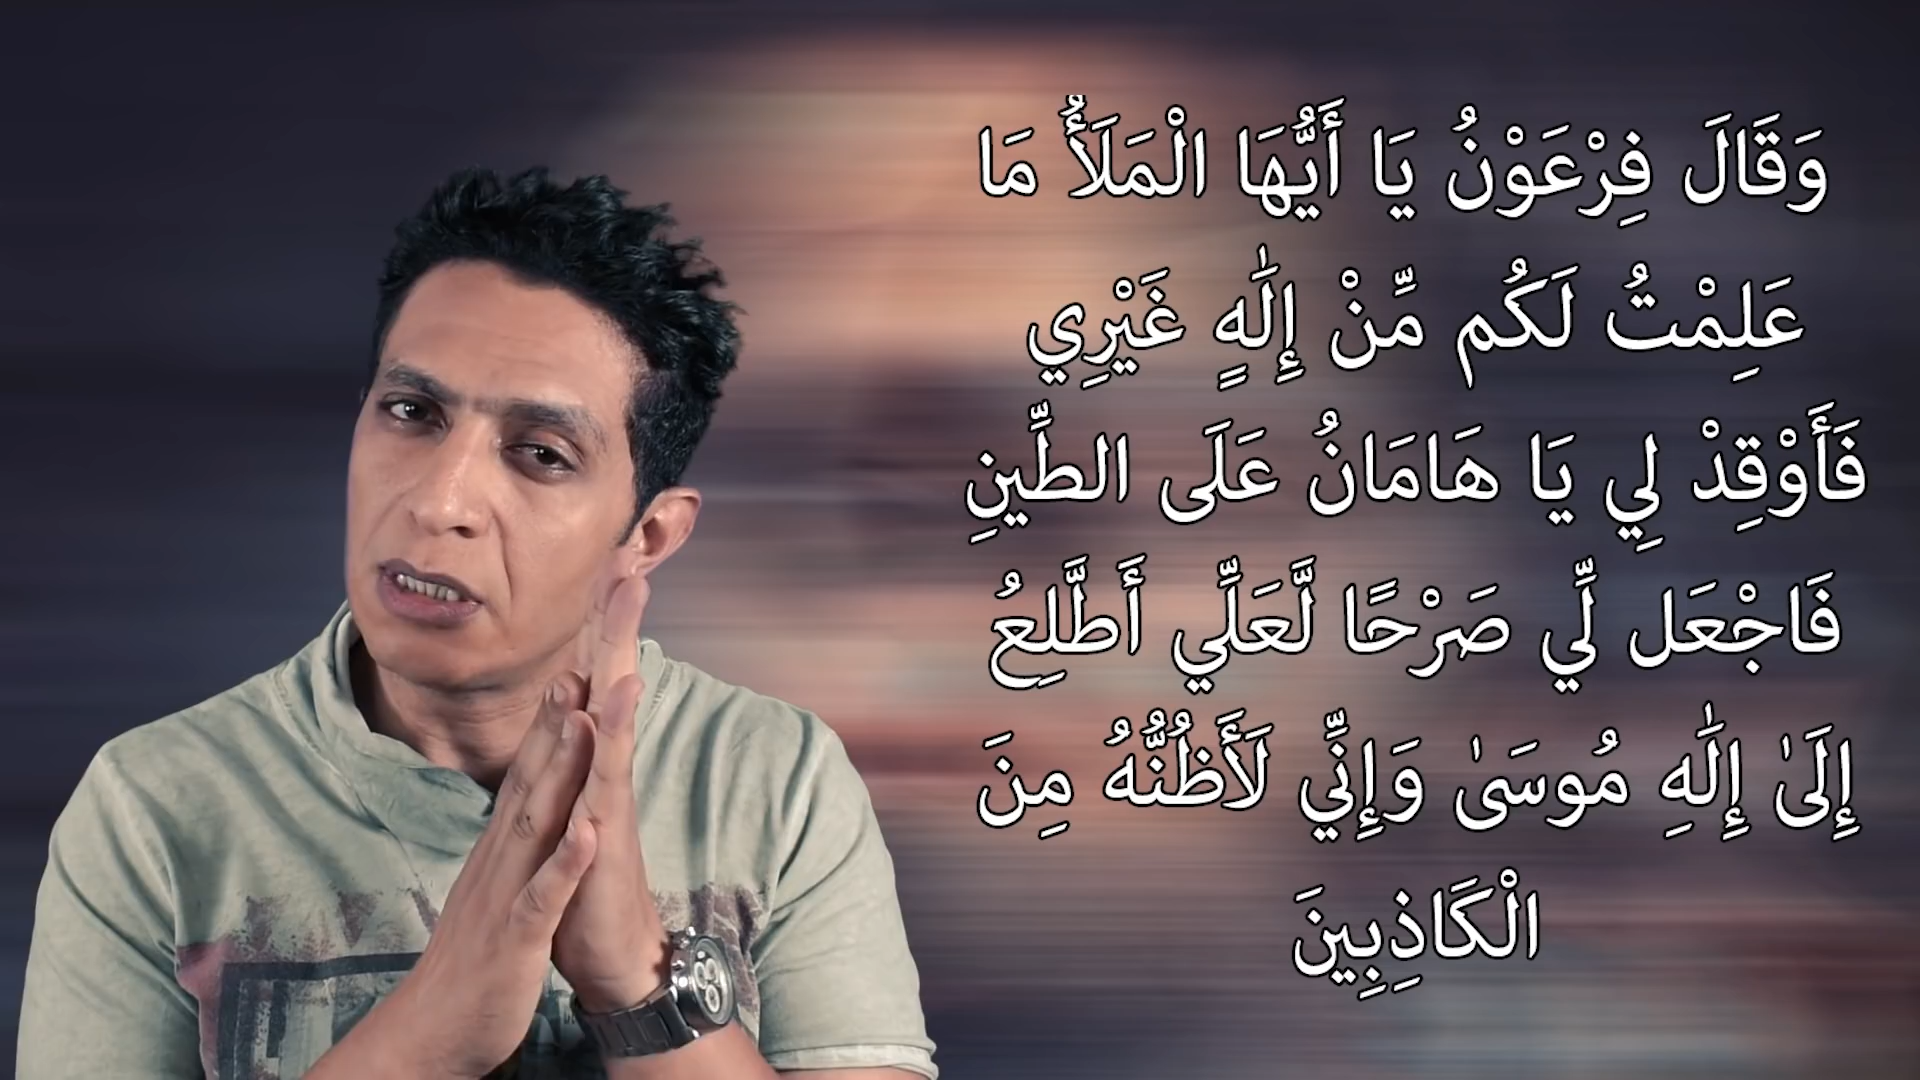 وَقَالَ فِرْعَوْنُ يَا أَيُّهَا الْمَلَأُ مَا
عَلِمْتُ لَكُم مِّنْ إِلَٰهٍ غَيْرِي
فَأَوْقِدْ لِي يَا هَامَانُ عَلَى الطِّينِ
فَاجْعَل لِّي صَرْحًا لَّعَلِّي أَطَّلِعُ
إِلَىٰ إِلَٰهِ مُوسَىٰ وَإِنِّي لَأَظُنُّهُ مِنَ
الْكَاذِبِينَ